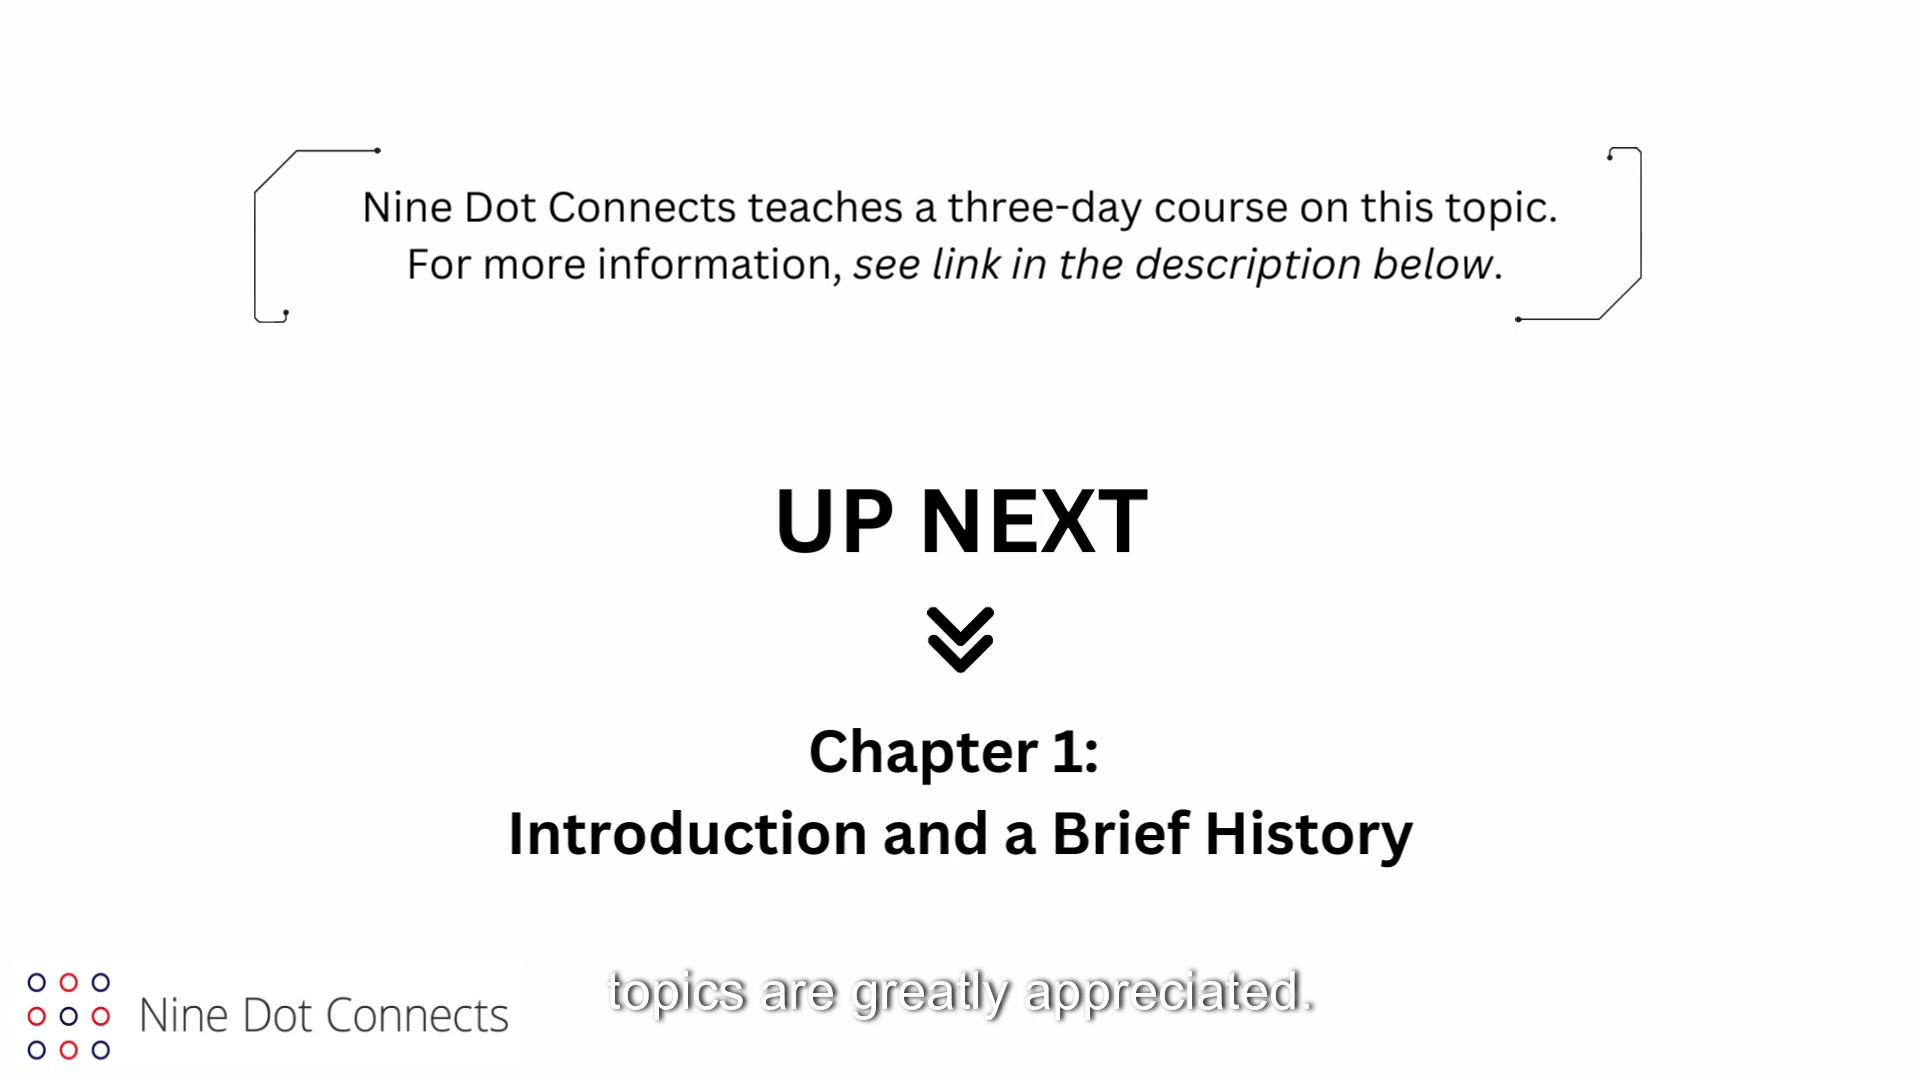 Nine Dot Connects teaches a three-day course on this topic.
For more information, see link in the description below.
UP NEXT
Chapter 1:
Introduction and a Brief History
topics are greatly appreciated.
Nine Dot Connects